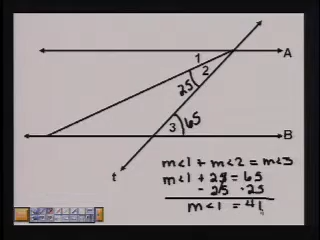 1
A
2
25
3
65
B
t
m<1 + m<2 = m<3
m<1 + 25 = 65
- 25 - 25
m<1 = 41